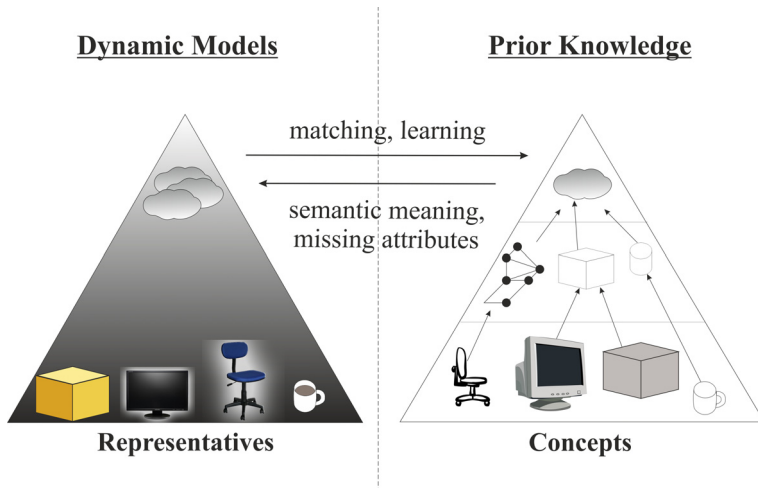 Dynamic Models
Prior Knowledge
matching, learning
semantic meaning,
missing attributes
Representatives
Concepts